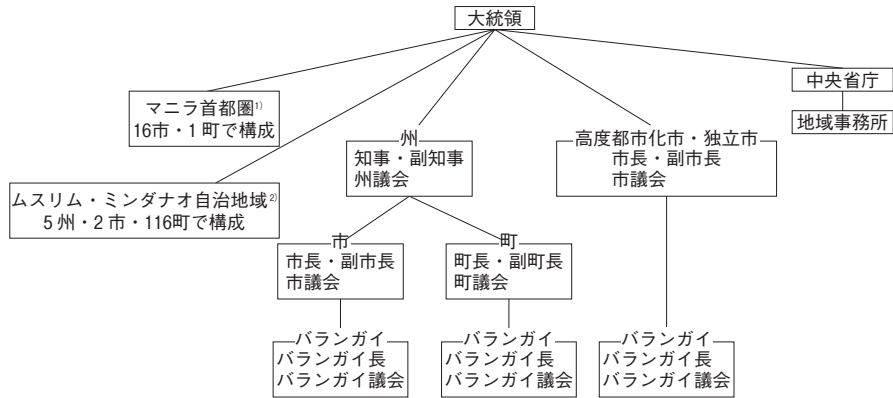 大統領
中央省庁
地域事務所
マニラ首都圏1)
16市・1町で構成
ムスリム・ミンダナオ自治地域2)
5州・2市・116町で構成
州
知事・副知事
州議会
高度都市化市・独立市
市長・副市長
市議会
市
市長・副市長
市議会
町
町長・副町長
町議会
バランガイ
バランガイ長
バランガイ議会
バランガイ
バランガイ長
バランガイ議会
バランガイ
バランガイ長
バランガイ議会